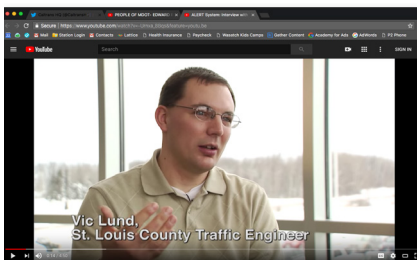 PEOPLE OF MDOT: EDWARD
ALERT System: Interview with
Secure | https://www.youtube.com/
Mail Station Login Contacts Lattice Health Insurance Paycheck Wasatch Kids Camps Gather Content Academy for Ads AdWords P2 Phone
YouTube Search SIGN IN
Vic Lund,
St. Louis County Traffic Engineer